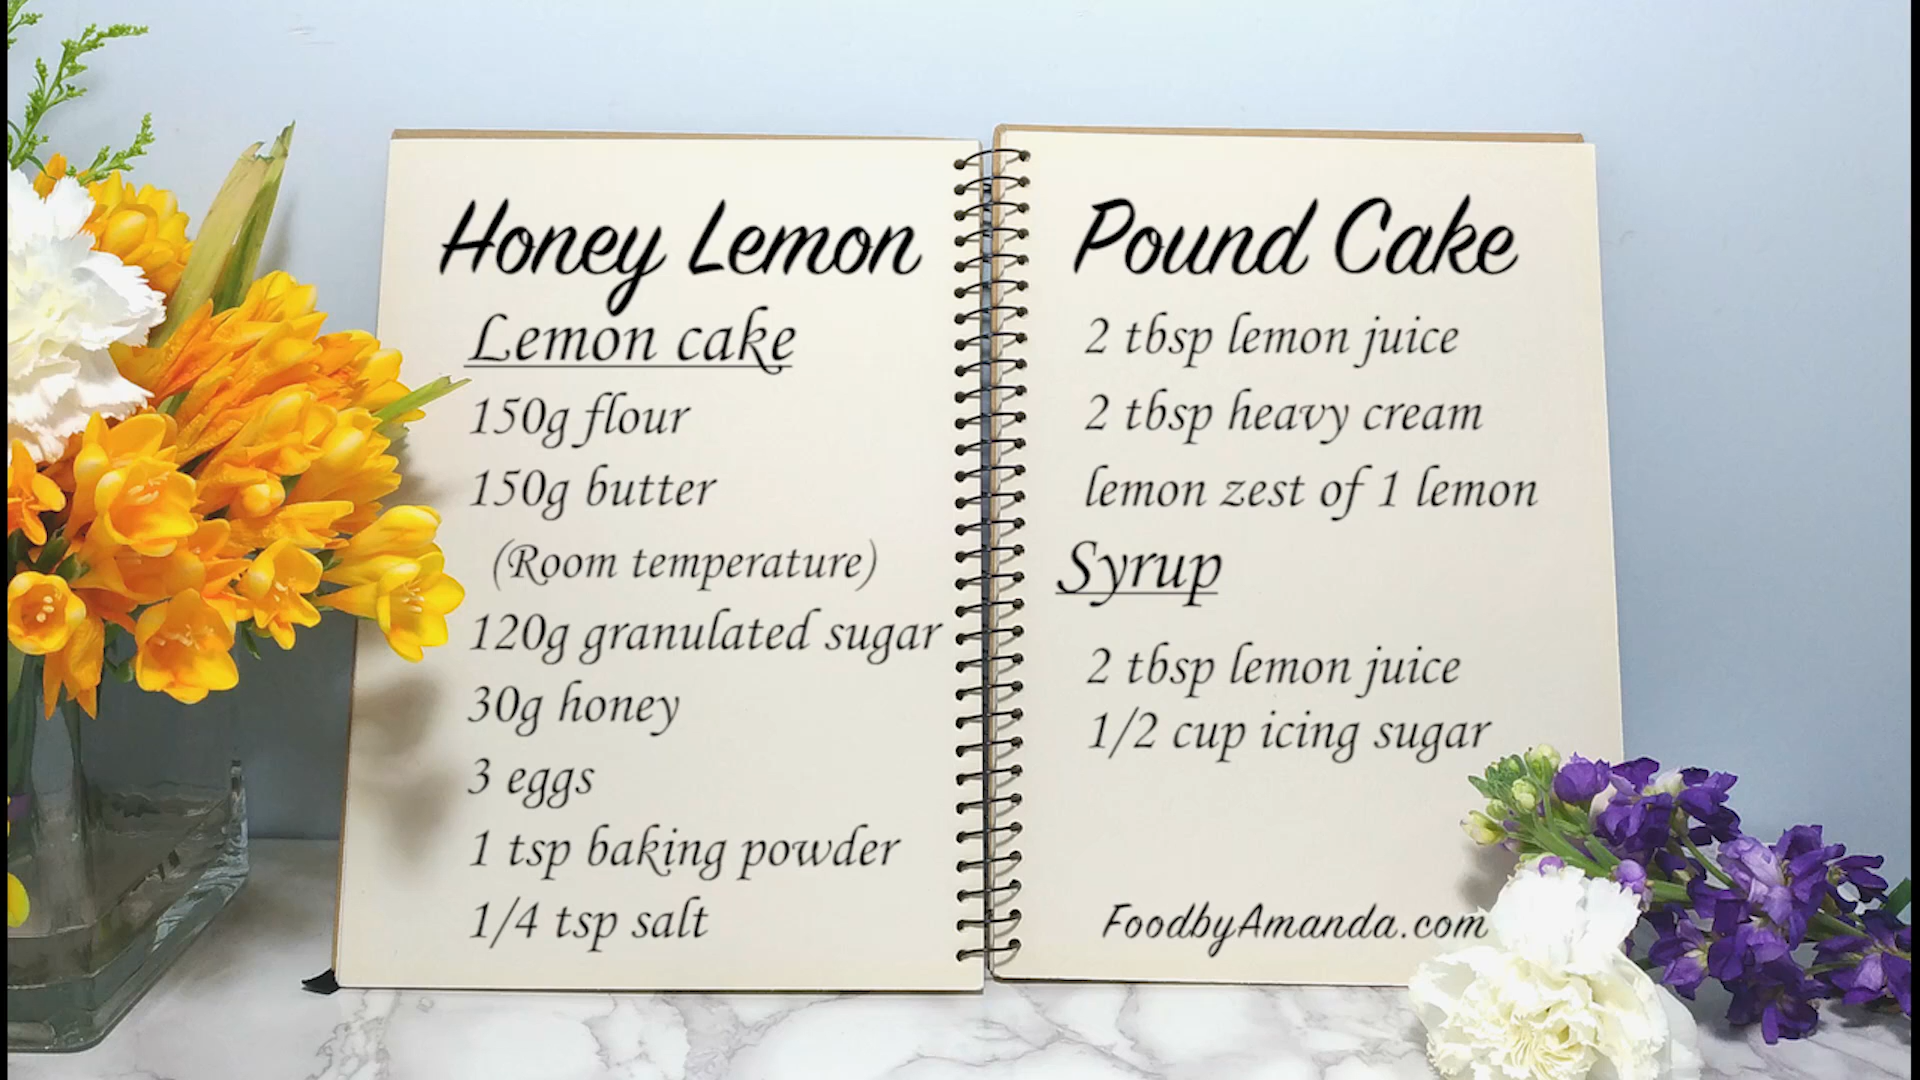 Honey Lemon
Lemon cake
150g flour
150g butter
(Room temperature)
120g granulated sugar
30g honey
3 eggs
1 tsp baking powder
1/4 tsp salt
Pound Cake
2 tbsp lemon juice
2 tbsp heavy cream
lemon zest of 1 lemon
Syrup
2 tbsp lemon juice
1/2 cup icing sugar
FoodbyAmanda.com